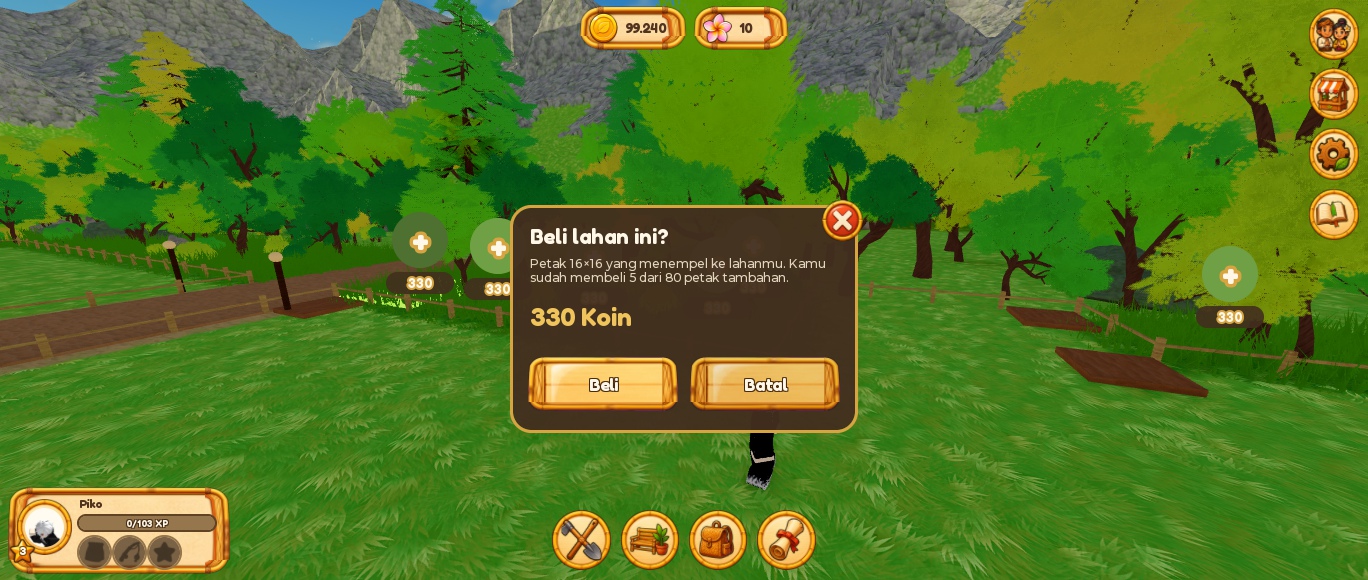 99.240
10
330
330
Beli lahan ini?
Petak 16×16 yang menempel ke lahanmu. Kamu
sudah membeli 5 dari 80 petak tambahan.
330 Koin
330
Beli
Batal
Piko
0/103 XP
3